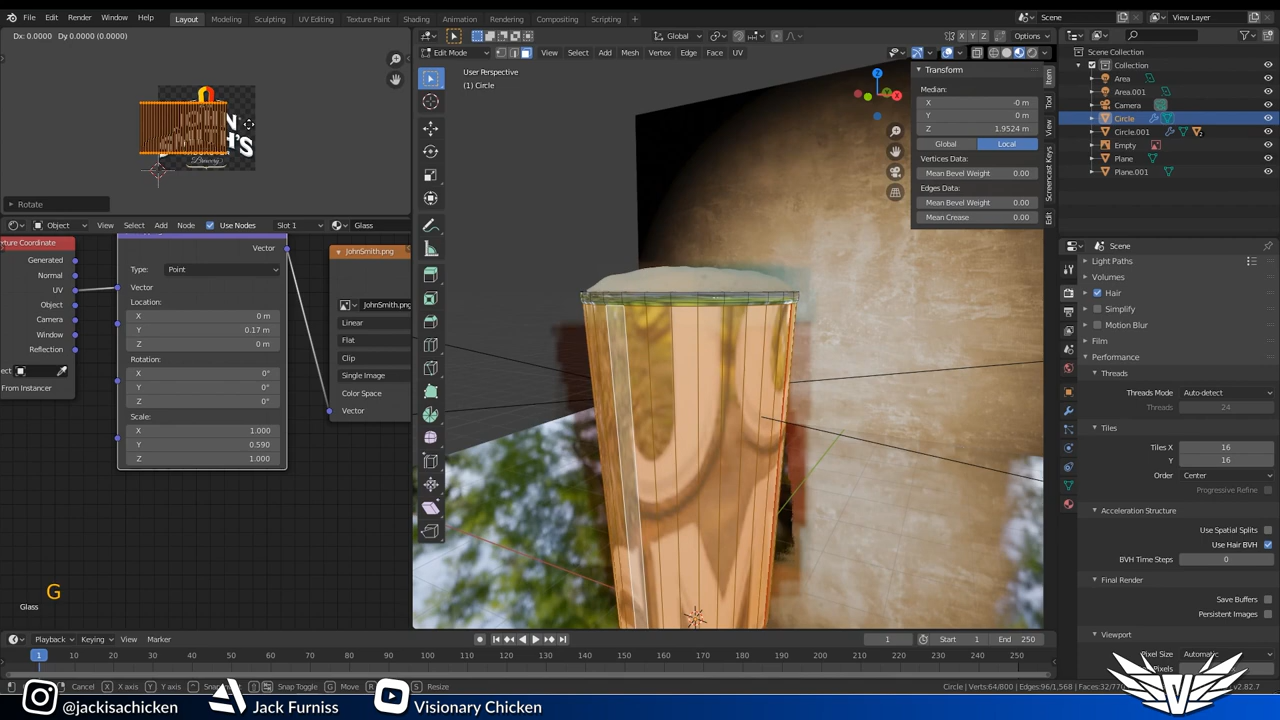 File Edit Render Window Help Layout Modeling Sculpting UV Editing Texture Paint Shading Animation Rendering Compositing Scripting Scene View Layer
Dx: 0.0000 Dy 0.0000 (0.0000)
Global Options
Edit Mode View Select Add Mesh Vertex Edge Face UV
User Perspective
(1) Circle
Transform
Median:
X -0 m
Y 0 m
Z 1.9524 m
Global Local
Vertices Data:
Mean Bevel Weight 0.00
Edges Data:
Mean Bevel Weight 0.00
Mean Crease 0.00
Item
Tool
View
Screencast Keys
Edit
Scene Collection
Collection
Area
Area.001
Camera
Circle
Circle.001
Empty
Plane
Plane.001
Brewery
Rotate
Object View Select Add Node Use Nodes Slot 1 Glass
Generated
Normal
UV
Object
Camera
Window
Reflection
From Instancer
Vector
Type: Point
Vector
Location:
X 0 m
Y 0.17 m
Z 0 m
Rotation:
X 0°
Y 0°
Z 0°
Scale:
X 1.000
Y 0.590
Z 1.000
JohnSmith.png
JohnSmith.png
Linear
Flat
Clip
Single Image
Color Space
Vector
G
Glass
Scene
Light Paths
Volumes
Hair
Simplify
Motion Blur
Film
Performance
Threads
Threads Mode Auto-detect
Threads 24
Tiles
Tiles X 16
Y 16
Order Center
Progressive Refine
Acceleration Structure
Use Spatial Splits
Use Hair BVH
BVH Time Steps 0
Final Render
Save Buffers
Persistent Images
Viewport
Pixel Size Automatic
Playback Keying View Marker 1 Start 1 End 250
1 10 20 30 40 50 60 70 80 90 100 110 120 130 140 150 160 170 180 190 200 210 220 230 240 250
Cancel X axis Y axis Snap Toggle Move Resize
@jackisachicken Jack Furniss Visionary Chicken